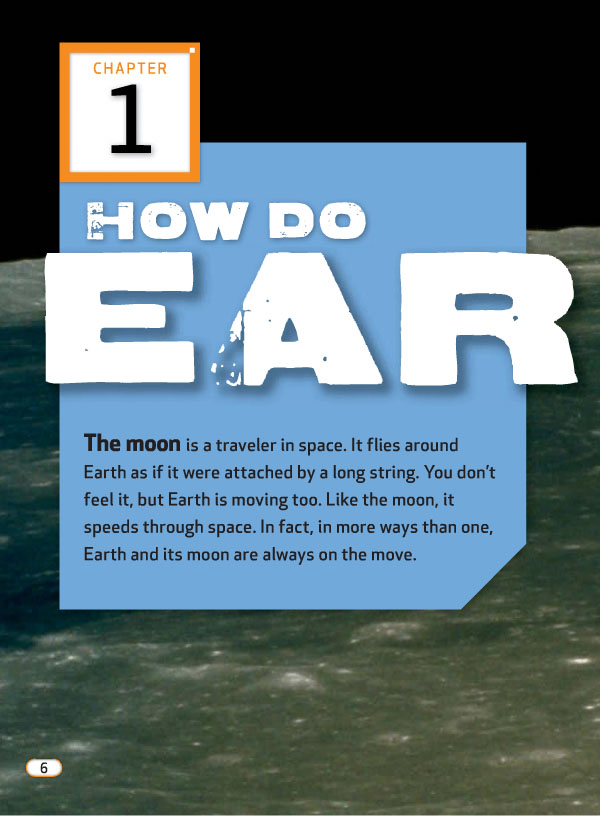 CHAPTER
1
HOW DO
EAR
The moon is a traveler in space. It flies around
Earth as if it were attached by a long string. You don’t
feel it, but Earth is moving too. Like the moon, it
speeds through space. In fact, in more ways than one,
Earth and its moon are always on the move.
6